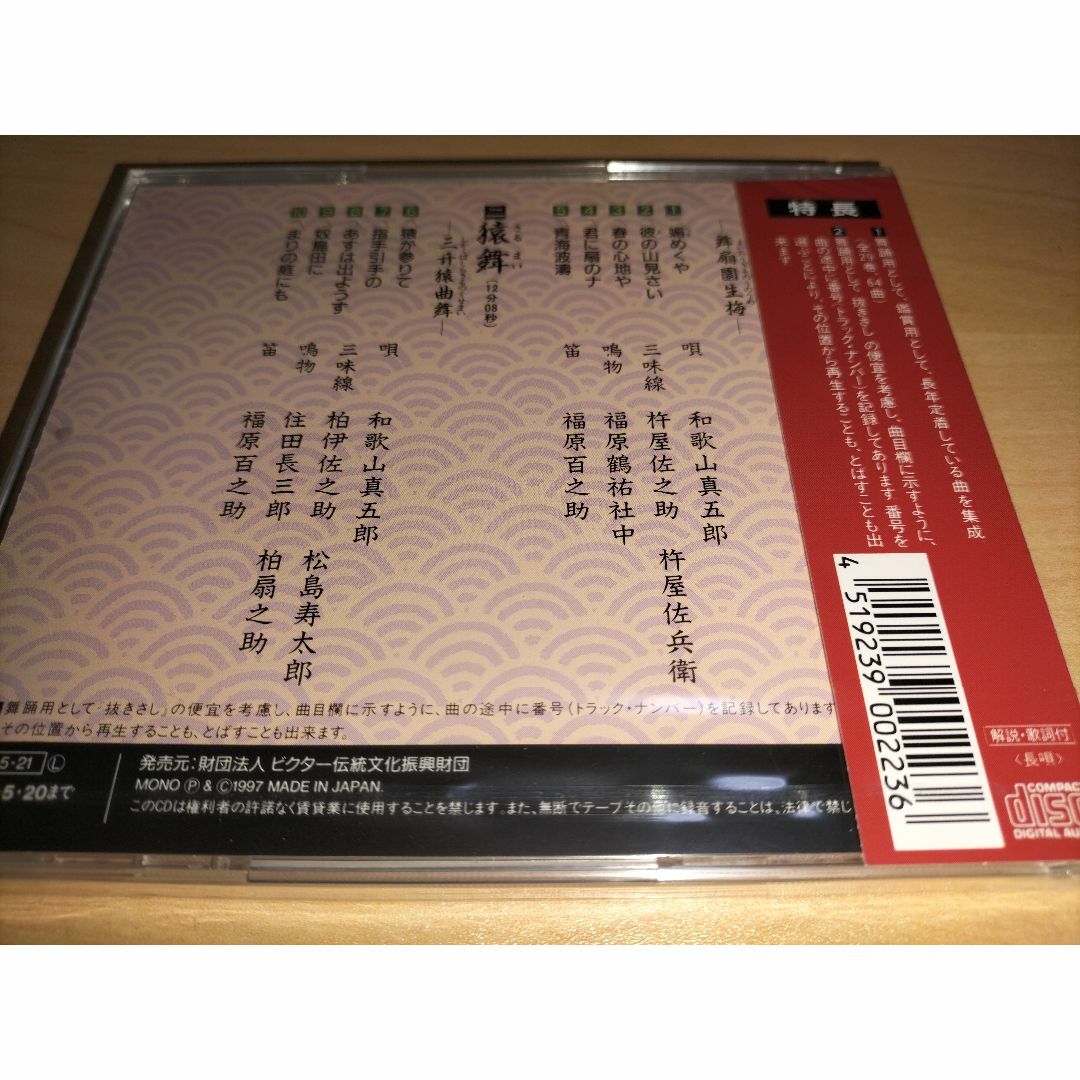 特長
1 舞踊用として、鑑賞用として、長年定着している曲を集成
(全29巻、64曲)
2 舞踊用として「抜きさし」の便宜を考慮し、曲目欄に示すように、
曲の途中に番号(トラック・ナンバー)を記録してあります 番号を
選ぶことにより、その位置から再生することも、とばすことも出
来ます
4 519239 002236
解説・歌詞付
〈長唄〉
COMPACT
DIGITAL AU
―舞扇園生梅―
1 媚めくや
2 彼の山見さい
3 春の心地や
4 君に扇のナ
5 青海波濤
唄 和歌山真五郎
三味線 杵屋佐之助 杵屋佐兵衛
鳴物 福原鶴祐社中
笛 福原百之助
二 猿舞 (12分08秒)
さるまい
―三升猿曲舞―
6 猿が参りて
7 指手引手の
8 あすは出ようす
9 奴島田に
10 まりの庭にも
唄 和歌山真五郎
三味線 柏伊佐之助 松島寿太郎
鳴物 住田長三郎 柏扇之助
笛 福原百之助
舞踊用として「抜きさし」の便宜を考慮し、曲目欄に示すように、曲の途中に番号(トラック・ナンバー)を記録してあります
その位置から再生することも、とばすことも出来ます。
5・21 Ⓛ
5・20まで
発売元:財団法人 ビクター伝統文化振興財団
MONO Ⓟ & Ⓒ1997 MADE IN JAPAN.
このCDは権利者の許諾なく賃貸業に使用することを禁じます。また、無断でテープその他に録音することは、法律で禁じ